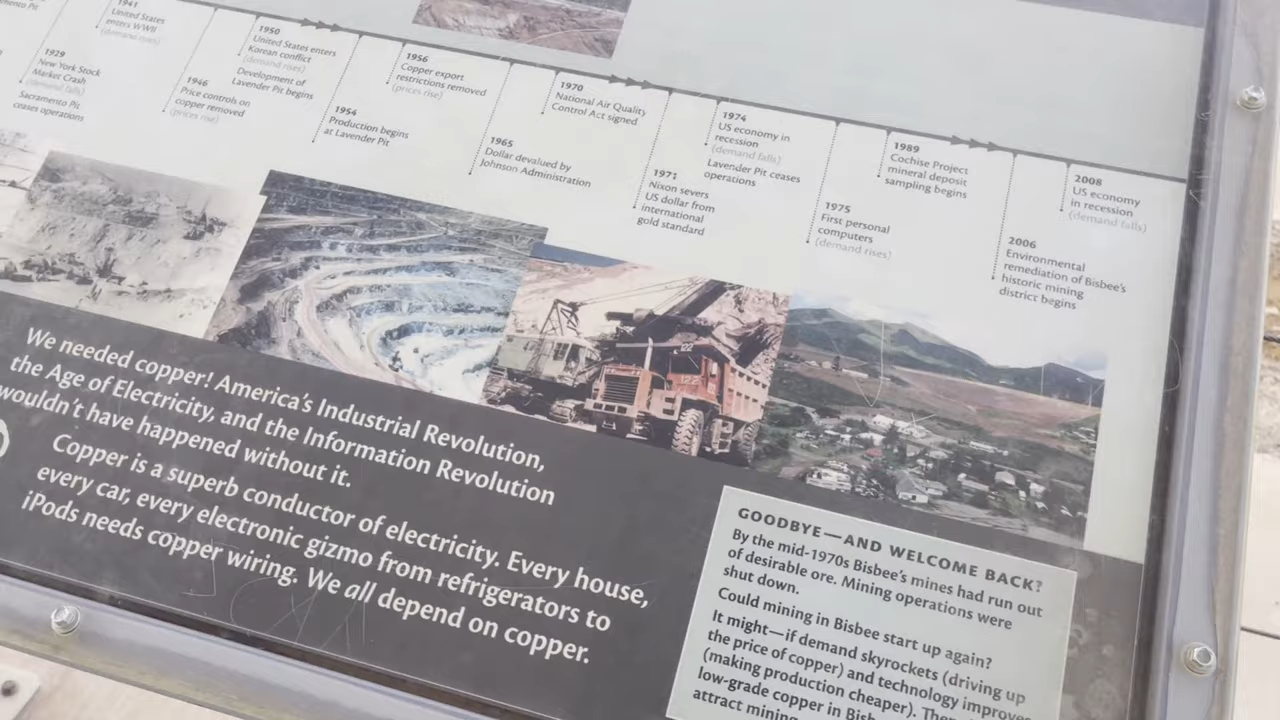 1941
United States
enters WWII
(demand rises)
1929
New York Stock
Market Crash
(demand falls)
Sacramento Pit
ceases operations
1950
United States enters
Korean conflict
(demand rises)
Development of
Lavender Pit begins
1946
Price controls on
copper removed
(prices rise)
1956
Copper export
restrictions removed
(prices rise)
1954
Production begins
at Lavender Pit
1970
National Air Quality
Control Act signed
1965
Dollar devalued by
Johnson Administration
1974
US economy in
recession
(demand falls)
Lavender Pit ceases
operations
1971
Nixon severs
US dollar from
international
gold standard
1989
Cochise Project
mineral deposit
sampling begins
1975
First personal
computers
(demand rises)
2008
US economy
in recession
(demand falls)
2006
Environmental
remediation of Bisbee's
historic mining
district begins
122
122
We needed copper! America's Industrial Revolution,
the Age of Electricity, and the Information Revolution
wouldn't have happened without it.
Copper is a superb conductor of electricity. Every house,
every car, every electronic gizmo from refrigerators to
iPods needs copper wiring. We all depend on copper.
GOODBYE—AND WELCOME BACK?
By the mid-1970s Bisbee's mines had run out
of desirable ore. Mining operations were
shut down.
Could mining in Bisbee start up again?
It might—if demand skyrockets (driving up
the price of copper) and technology improves
(making production cheaper). Then
low-grade copper in
attract mining